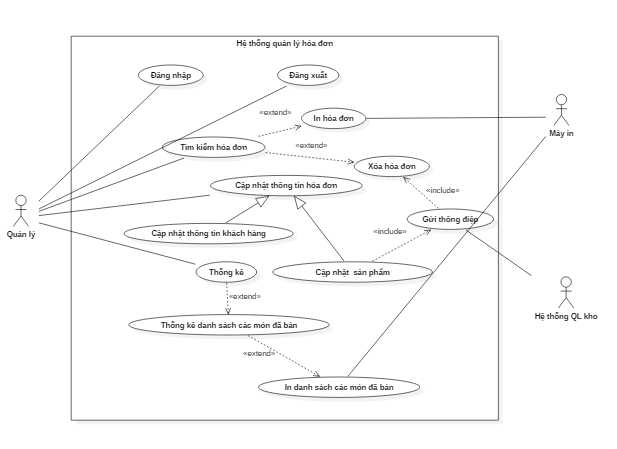 Hệ thống quản lý hóa đơn
Đăng nhập
Đăng xuất
«extend»
In hóa đơn
Máy in
Tìm kiếm hóa đơn
«extend»
Xóa hóa đơn
Cập nhật thông tin hóa đơn
«include»
Gửi thông điệp
Quản lý
Cập nhật thông tin khách hàng
«include»
Thống kê
Cập nhật sản phẩm
«extend»
Hệ thống QL kho
Thống kê danh sách các món đã bán
«extend»
In danh sách các món đã bán